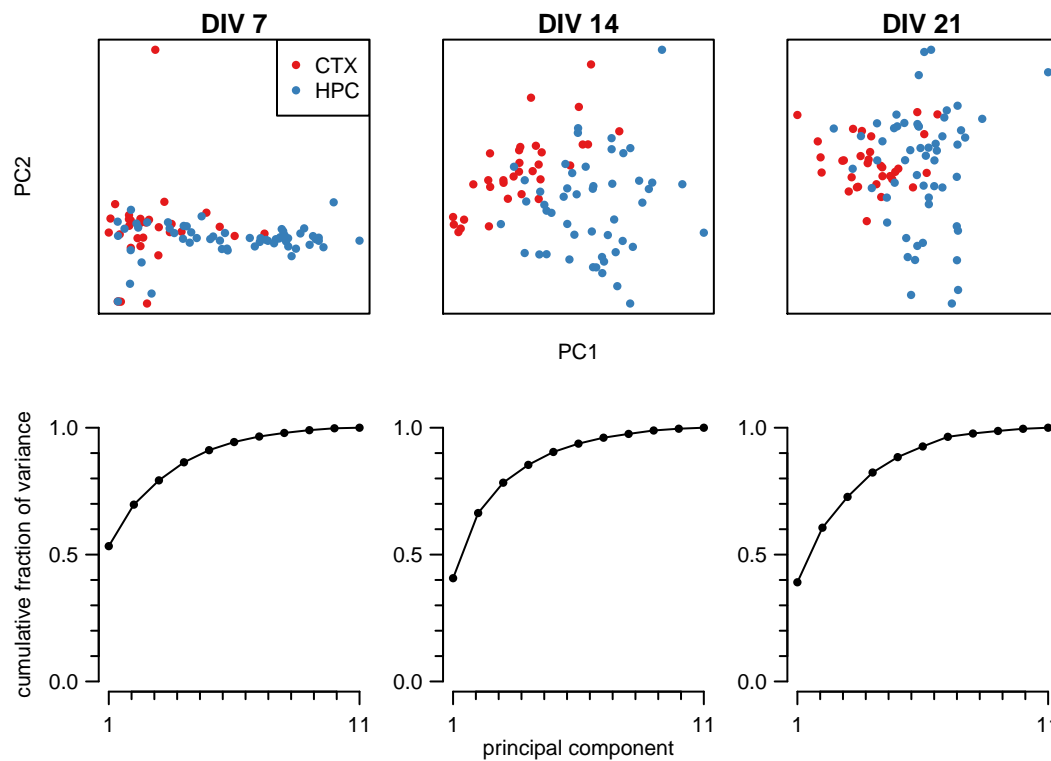 DIV 7
DIV 14
DIV 21
CTX
HPC
PC2
PC1
cumulative fraction of variance
1.0
0.5
0.0
1
11
1.0
0.5
0.0
1
11
1.0
0.5
0.0
1
11
principal component